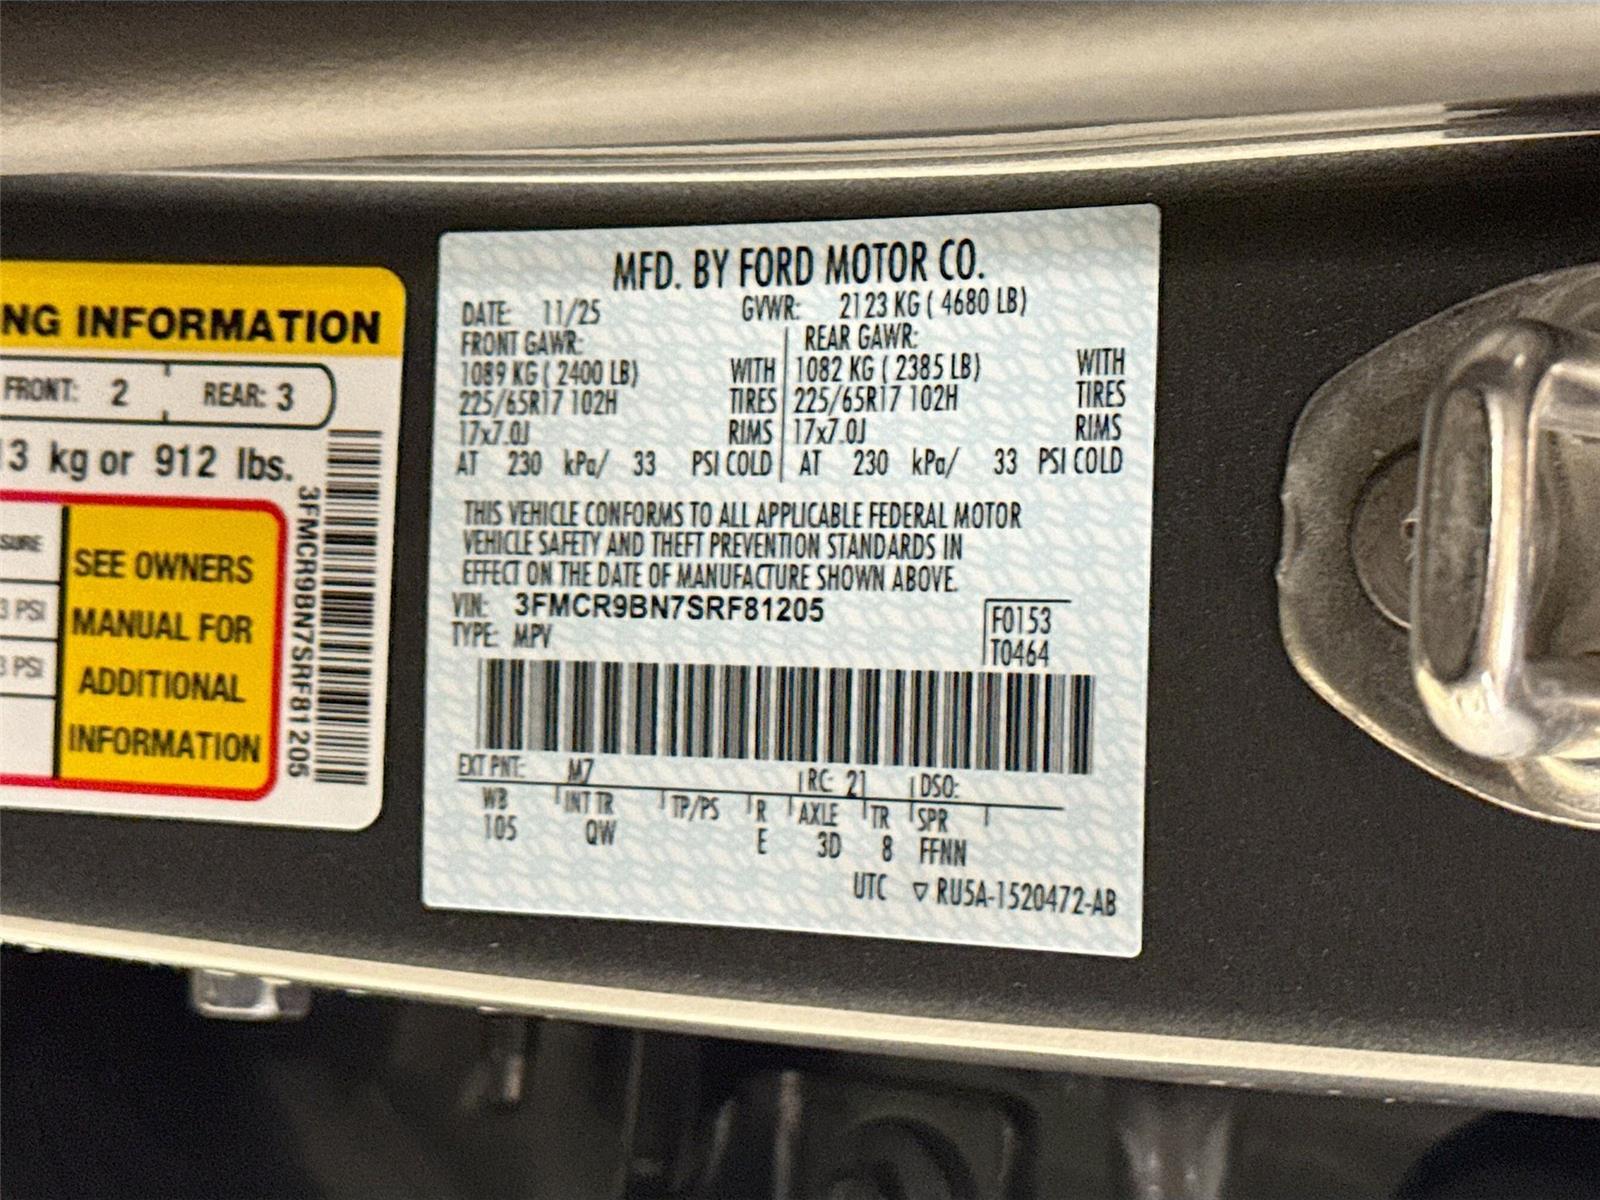 NG INFORMATION
FRONT: 2 REAR: 3
13 kg or 912 lbs.
SURE
3 PSI
3 PSI
SEE OWNERS
MANUAL FOR
ADDITIONAL
INFORMATION
3FMCR9BN7SRF81205
MFD. BY FORD MOTOR CO.
DATE: 11/25 GVWR: 2123 KG ( 4680 LB)
FRONT GAWR: REAR GAWR:
1089 KG ( 2400 LB) WITH 1082 KG ( 2385 LB) WITH
225/65R17 102H TIRES 225/65R17 102H TIRES
17x7.0J RIMS 17x7.0J RIMS
AT 230 kPa/ 33 PSI COLD AT 230 kPa/ 33 PSI COLD
THIS VEHICLE CONFORMS TO ALL APPLICABLE FEDERAL MOTOR
VEHICLE SAFETY AND THEFT PREVENTION STANDARDS IN
EFFECT ON THE DATE OF MANUFACTURE SHOWN ABOVE.
VIN: 3FMCR9BN7SRF81205 F0153
TYPE: MPV T0464
EXT PNT: M7 RC: 21 DSO:
WB INT TR TP/PS R AXLE TR SPR
105 QW E 3D 8 FFNN
UTC ▽ RU5A-1520472-AB